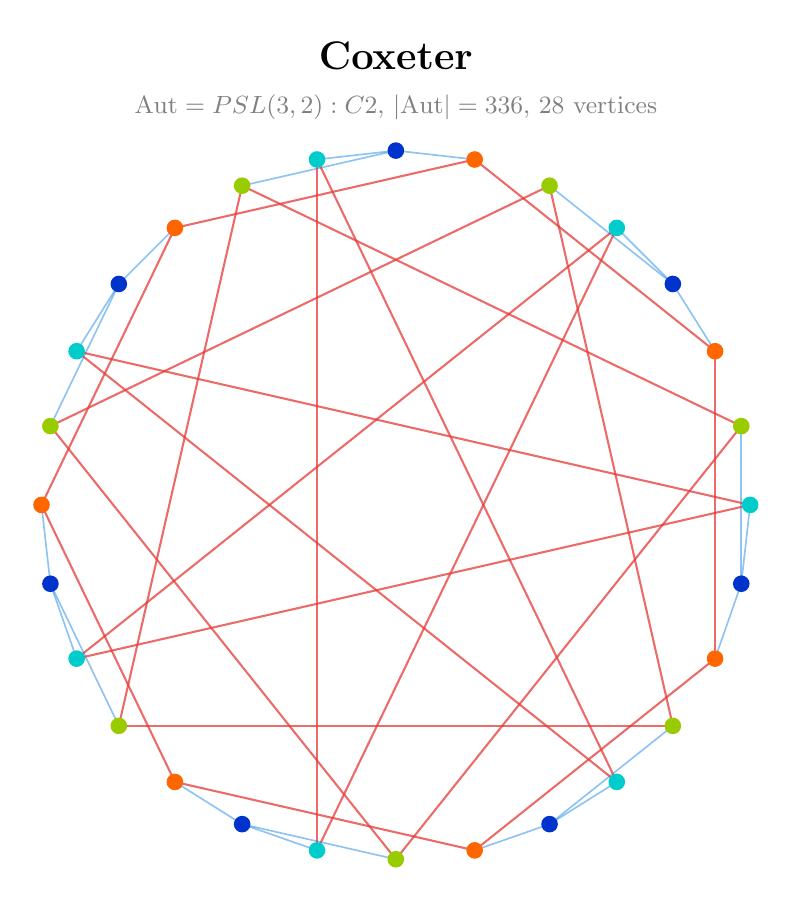 Coxeter
Aut = PSL(3, 2) : C2, |Aut| = 336, 28 vertices